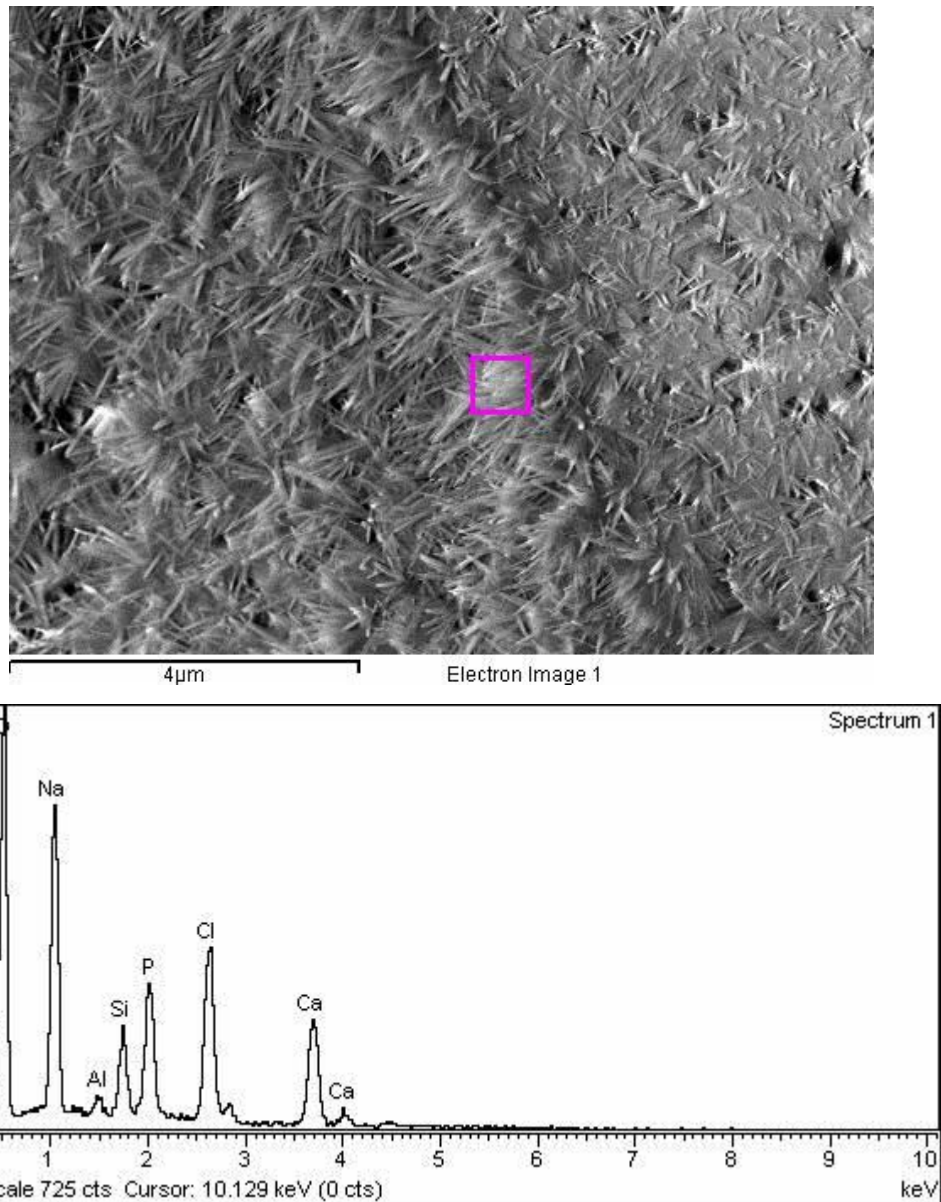 4µm
Electron Image 1
Spectrum 1
Na
Cl
P
Si
Ca
Al
Ca
1 2 3 4 5 6 7 8 9 10
cale 725 cts Cursor: 10.129 keV (0 cts)
keV